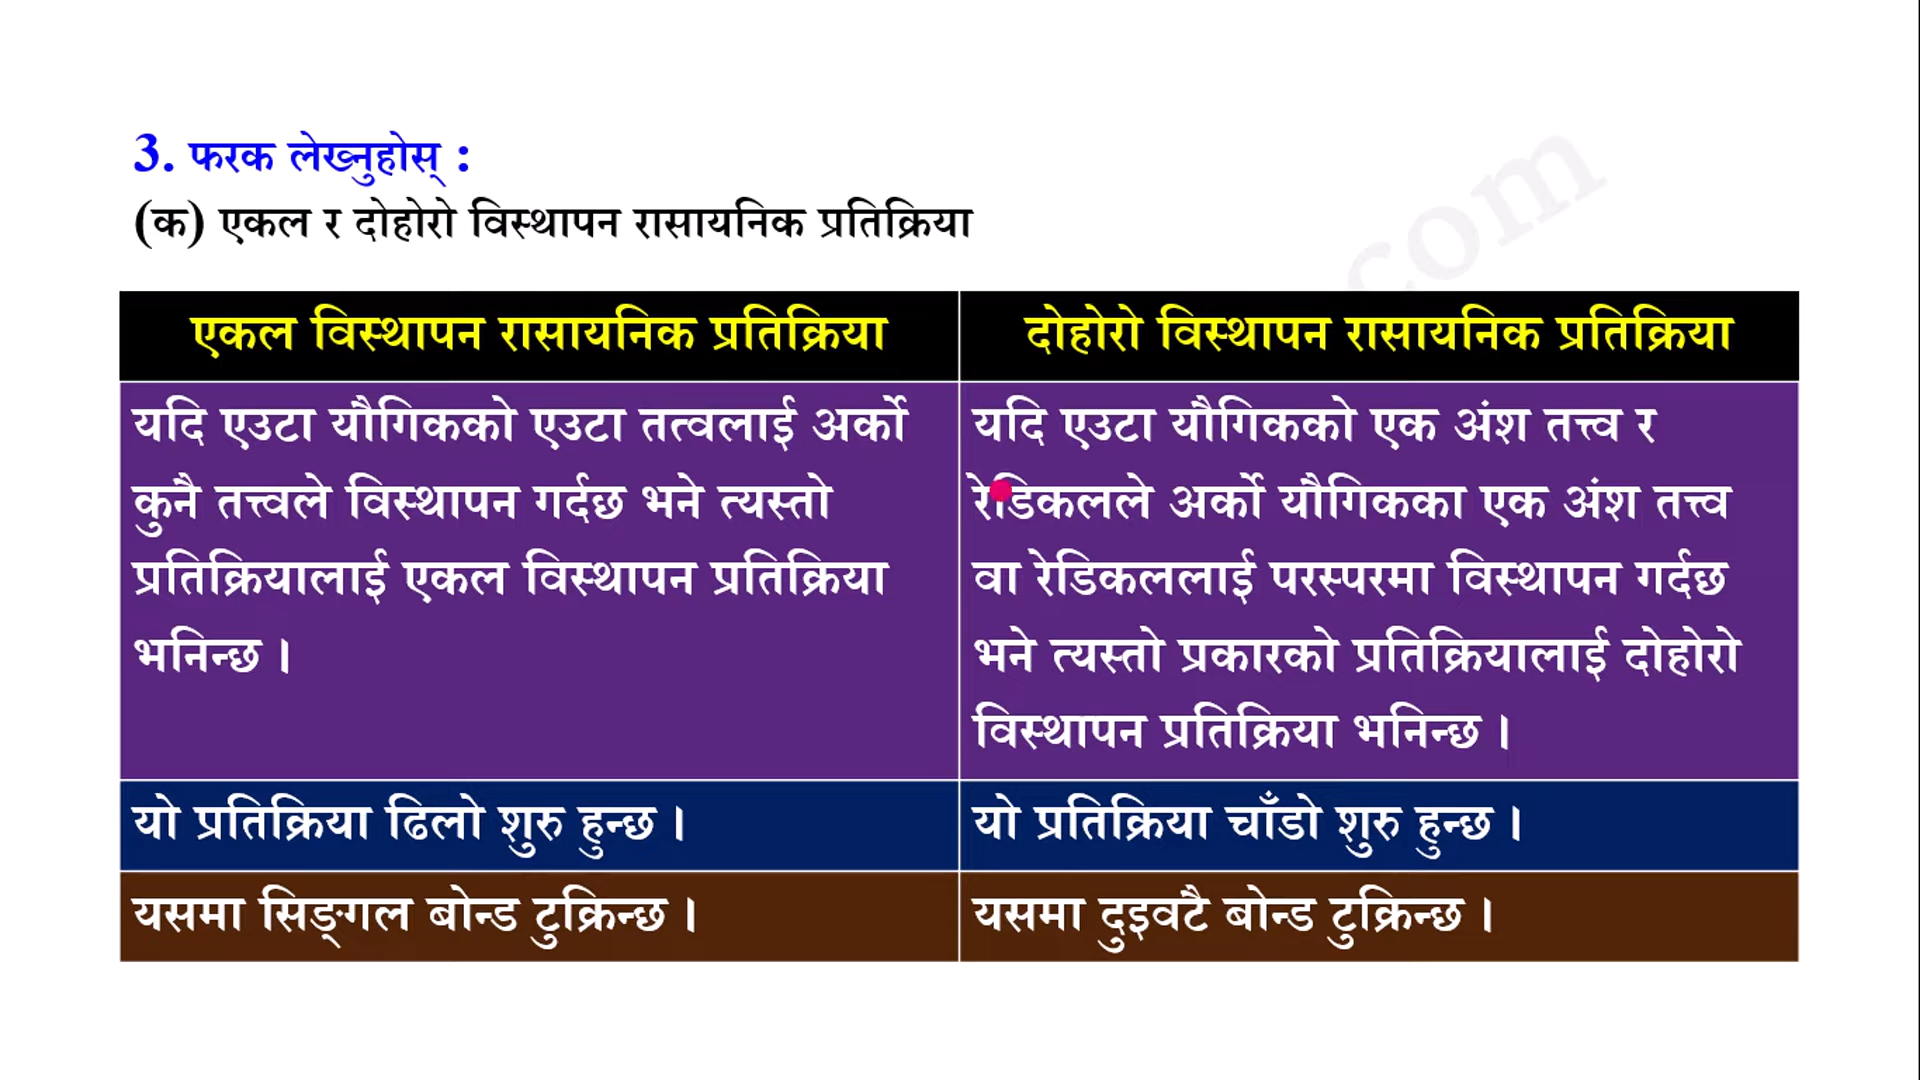 3. फरक लेख्नुहोस् :
(क) एकल र दोहोरो विस्थापन रासायनिक प्रतिक्रिया
com
एकल विस्थापन रासायनिक प्रतिक्रिया
दोहोरो विस्थापन रासायनिक प्रतिक्रिया
यदि एउटा यौगिकको एउटा तत्वलाई अर्को
कुनै तत्त्वले विस्थापन गर्दछ भने त्यस्तो
प्रतिक्रियालाई एकल विस्थापन प्रतिक्रिया
भनिन्छ ।
यदि एउटा यौगिकको एक अंश तत्त्व र
रेडिकलले अर्को यौगिकका एक अंश तत्त्व
वा रेडिकललाई परस्परमा विस्थापन गर्दछ
भने त्यस्तो प्रकारको प्रतिक्रियालाई दोहोरो
विस्थापन प्रतिक्रिया भनिन्छ ।
यो प्रतिक्रिया ढिलो शुरु हुन्छ ।
यो प्रतिक्रिया चाँडो शुरु हुन्छ ।
यसमा सिङ्गल बोन्ड टुक्रिन्छ ।
यसमा दुइवटै बोन्ड टुक्रिन्छ ।